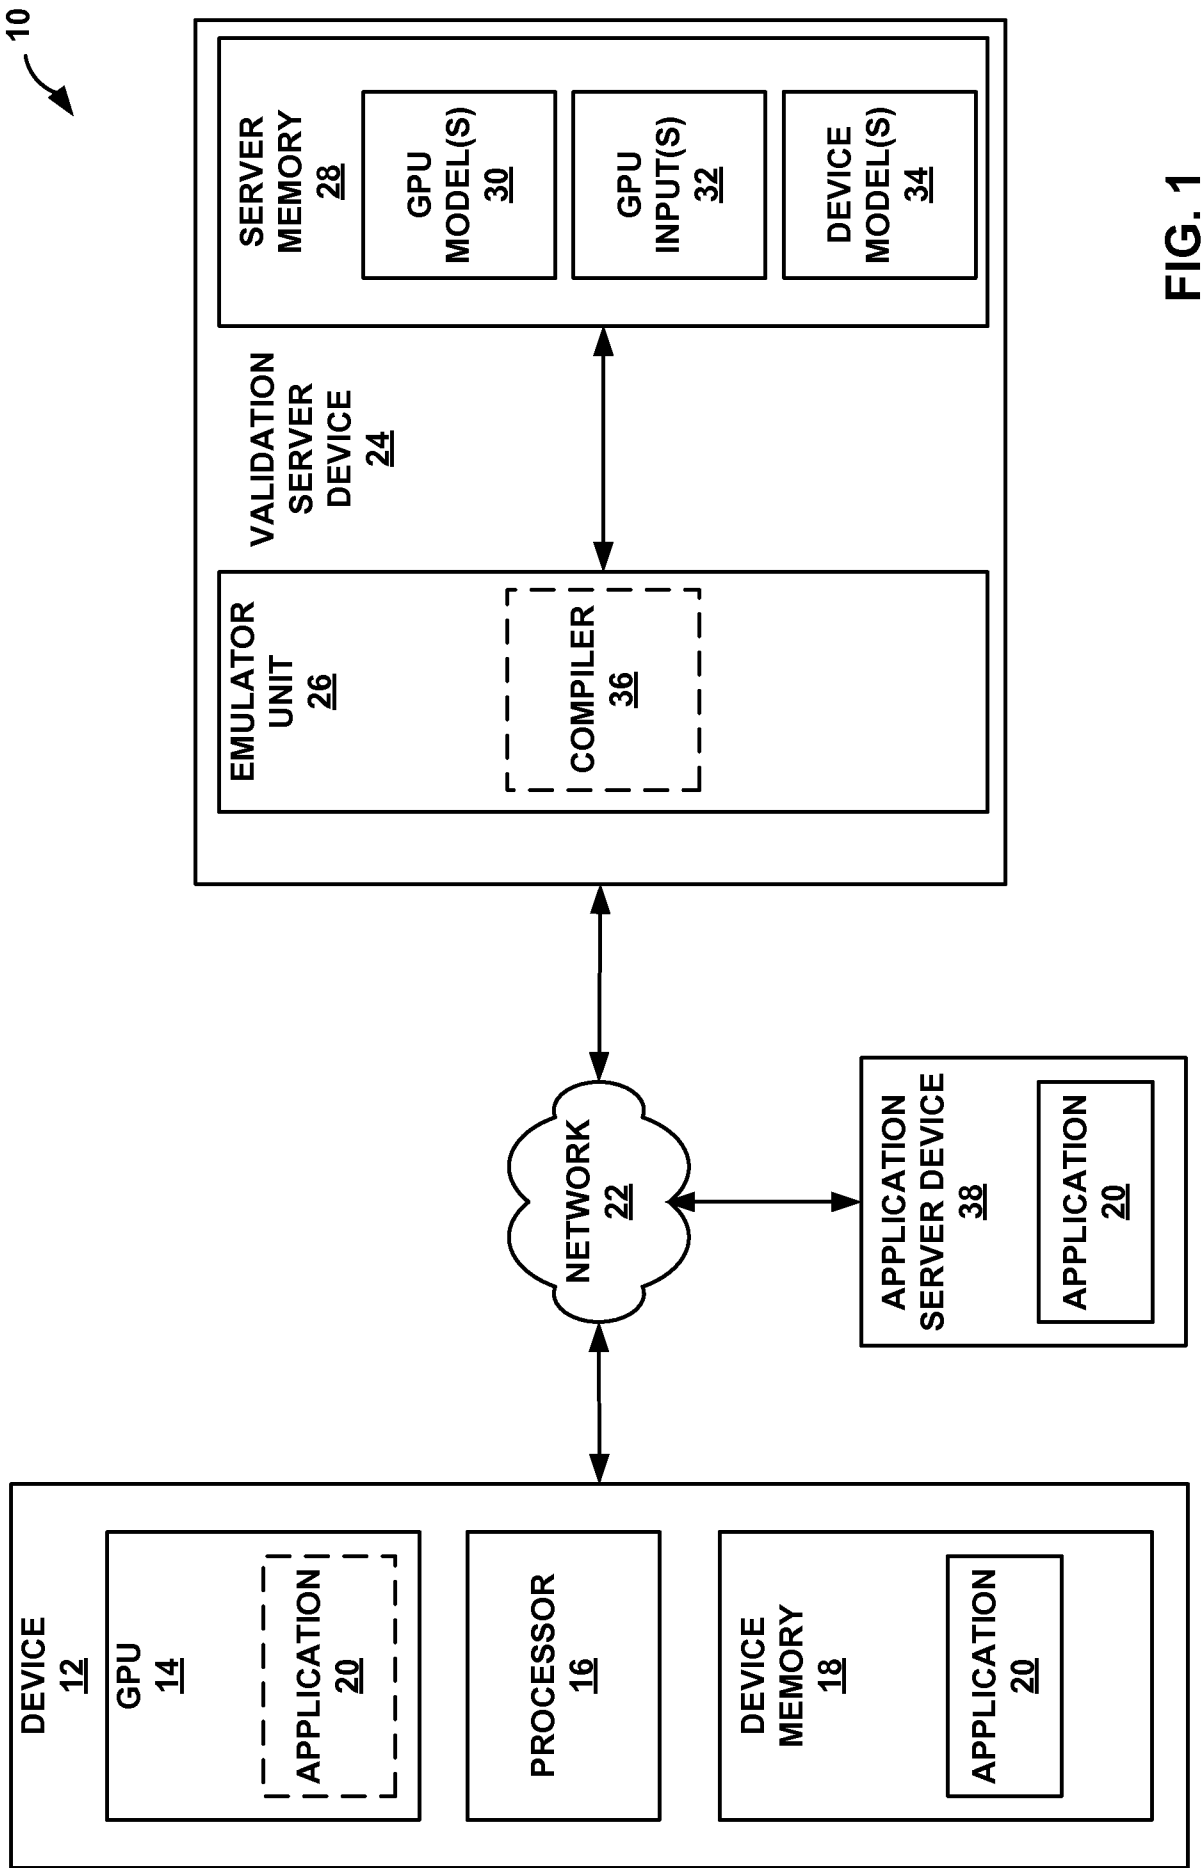 10
DEVICE
12
GPU
14
APPLICATION
20
PROCESSOR
16
DEVICE
MEMORY
18
APPLICATION
20
NETWORK
22
APPLICATION
SERVER DEVICE
38
APPLICATION
20
VALIDATION
SERVER
DEVICE
24
EMULATOR
UNIT
26
COMPILER
36
SERVER
MEMORY
28
GPU
MODEL(S)
30
GPU
INPUT(S)
32
DEVICE
MODEL(S)
34
FIG. 1